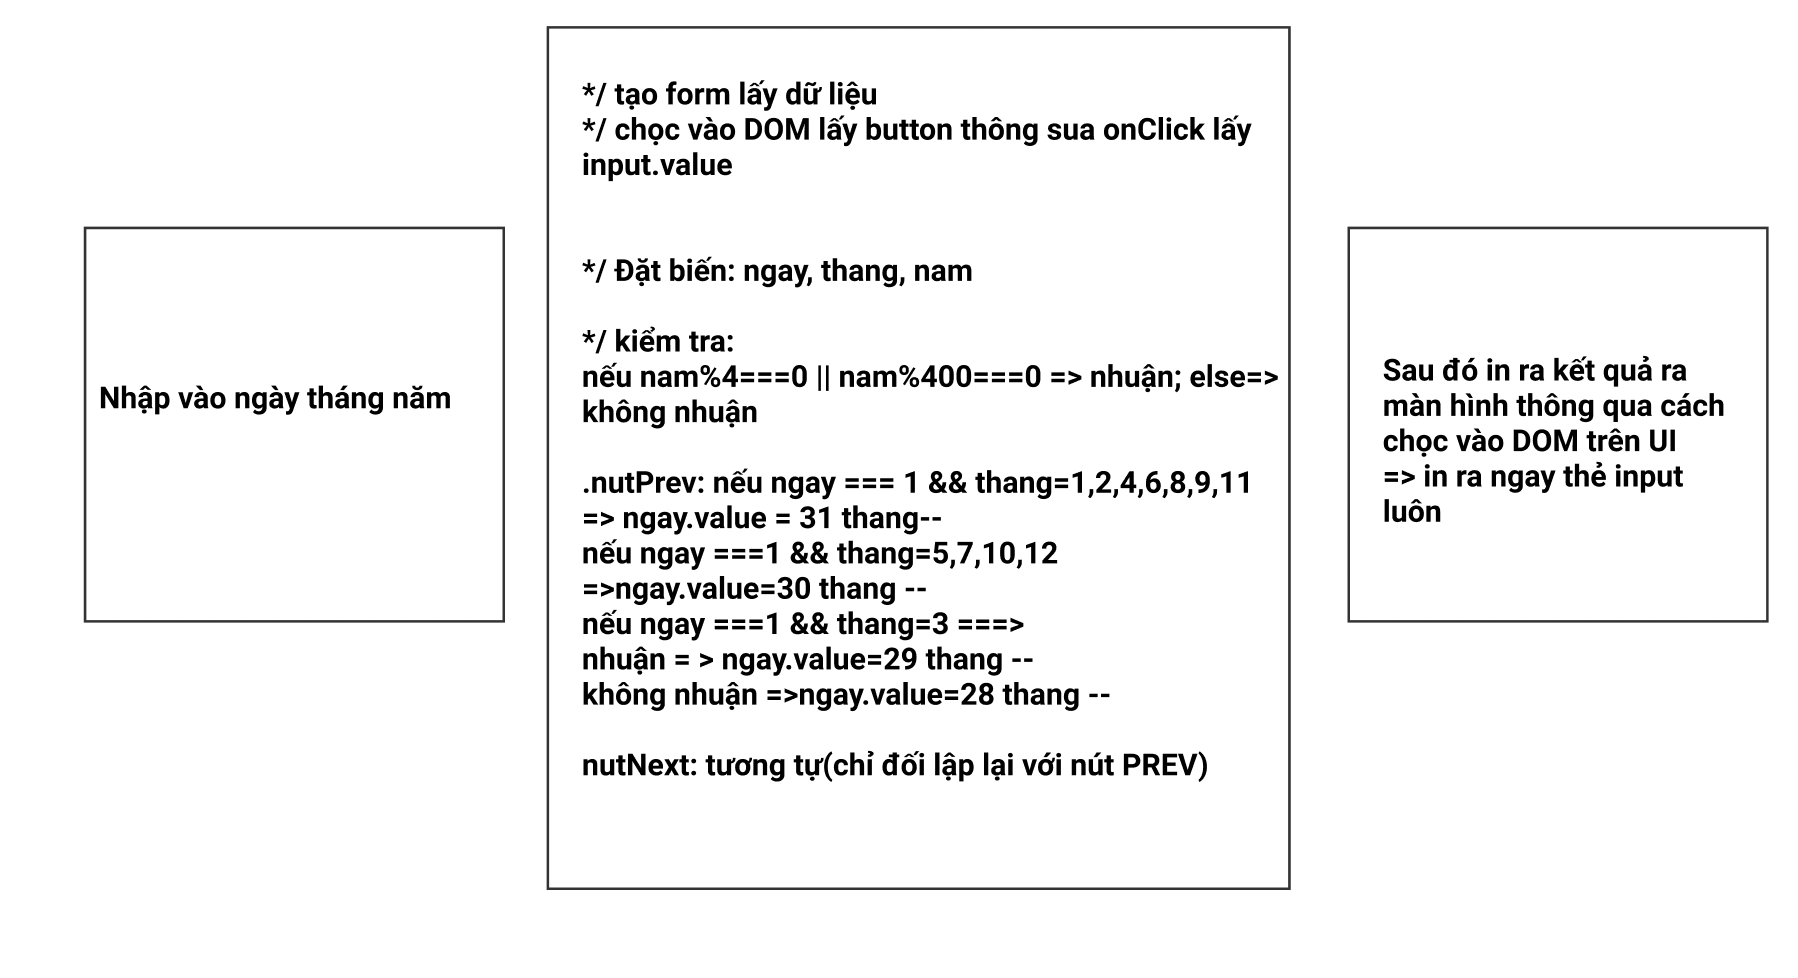 Nhập vào ngày tháng năm
*/ tạo form lấy dữ liệu
*/ chọc vào DOM lấy button thông sua onClick lấy
input.value
*/ Đặt biến: ngay, thang, nam
*/ kiểm tra:
nếu nam%4===0 || nam%400===0 => nhuận; else=>
không nhuận
.nutPrev: nếu ngay === 1 && thang=1,2,4,6,8,9,11
=> ngay.value = 31 thang--
nếu ngay ===1 && thang=5,7,10,12
=>ngay.value=30 thang --
nếu ngay ===1 && thang=3 ===>
nhuận = > ngay.value=29 thang --
không nhuận =>ngay.value=28 thang --
nutNext: tương tự(chỉ đối lập lại với nút PREV)
Sau đó in ra kết quả ra
màn hình thông qua cách
chọc vào DOM trên UI
=> in ra ngay thẻ input
luôn